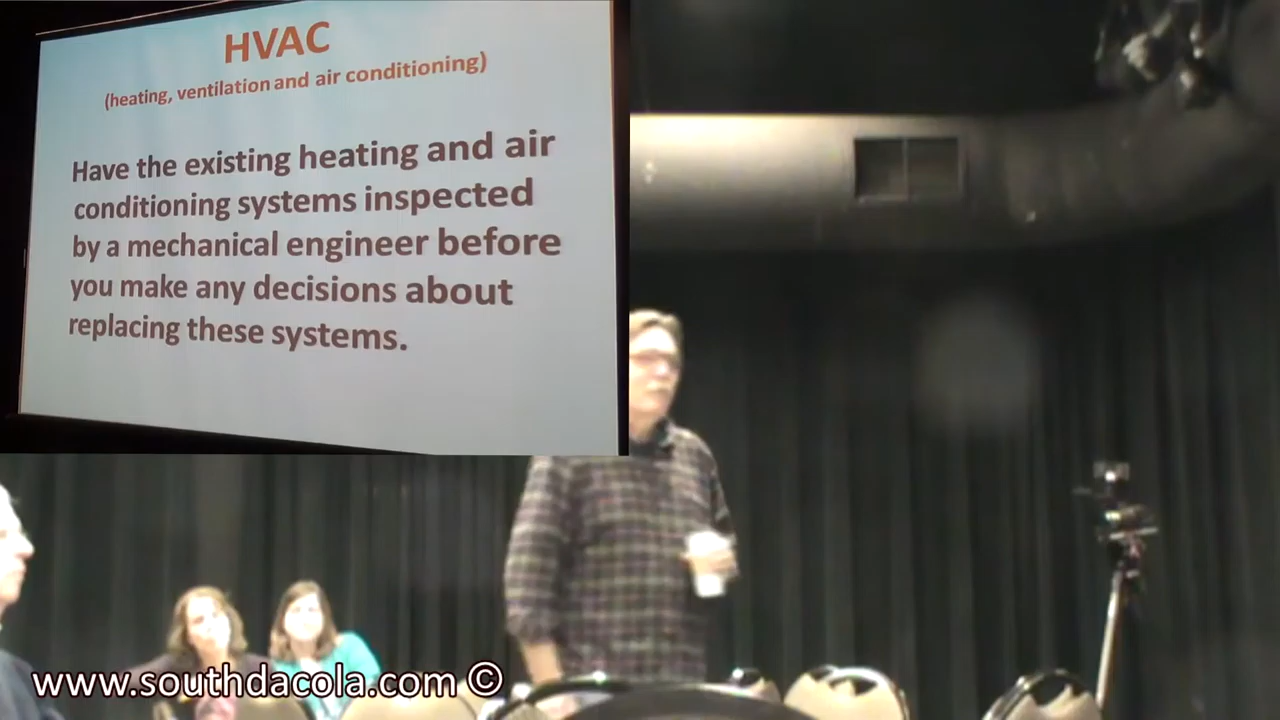 HVAC
(heating, ventilation and air conditioning)
Have the existing heating and air
conditioning systems inspected
by a mechanical engineer before
you make any decisions about
replacing these systems.
www.southdacola.com ©